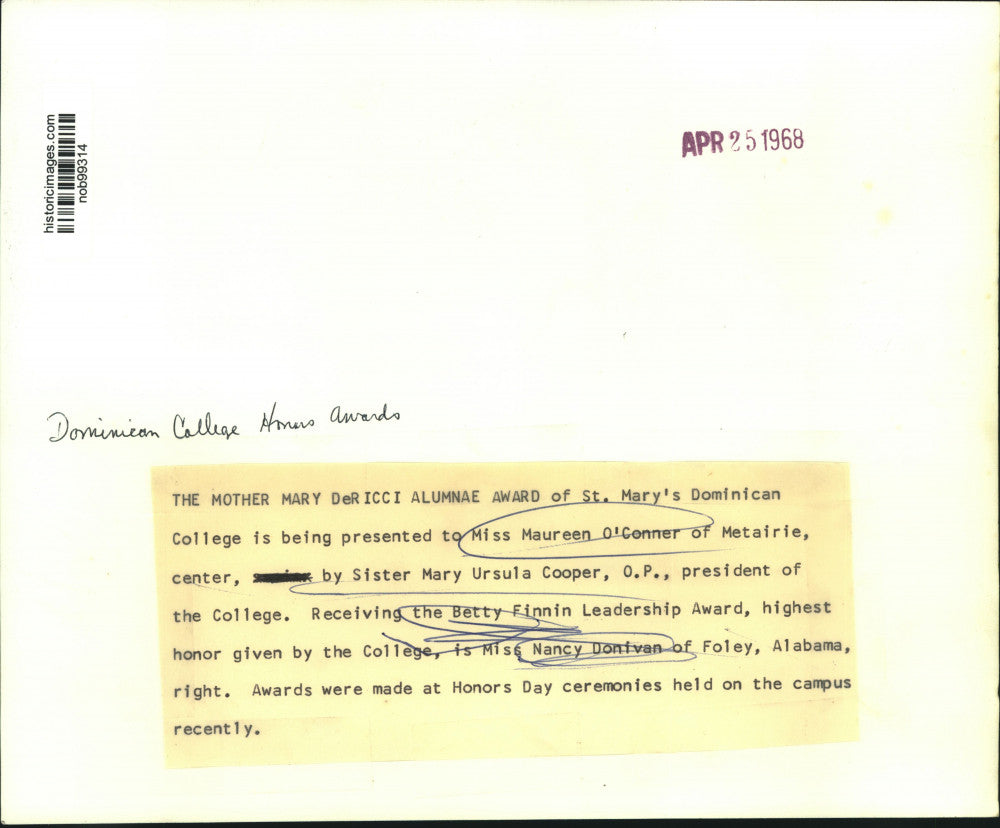 historicimages.com
nob99314
APR 25 1968
Dominican College Honors Awards
THE MOTHER MARY DeRICCI ALUMNAE AWARD of St. Mary's Dominican
College is being presented to Miss Maureen O'Conner of Metairie,
center, by Sister Mary Ursula Cooper, O.P., president of
the College. Receiving the Betty Finnin Leadership Award, highest
honor given by the College, is Miss Nancy Donivan of Foley, Alabama,
right. Awards were made at Honors Day ceremonies held on the campus
recently.